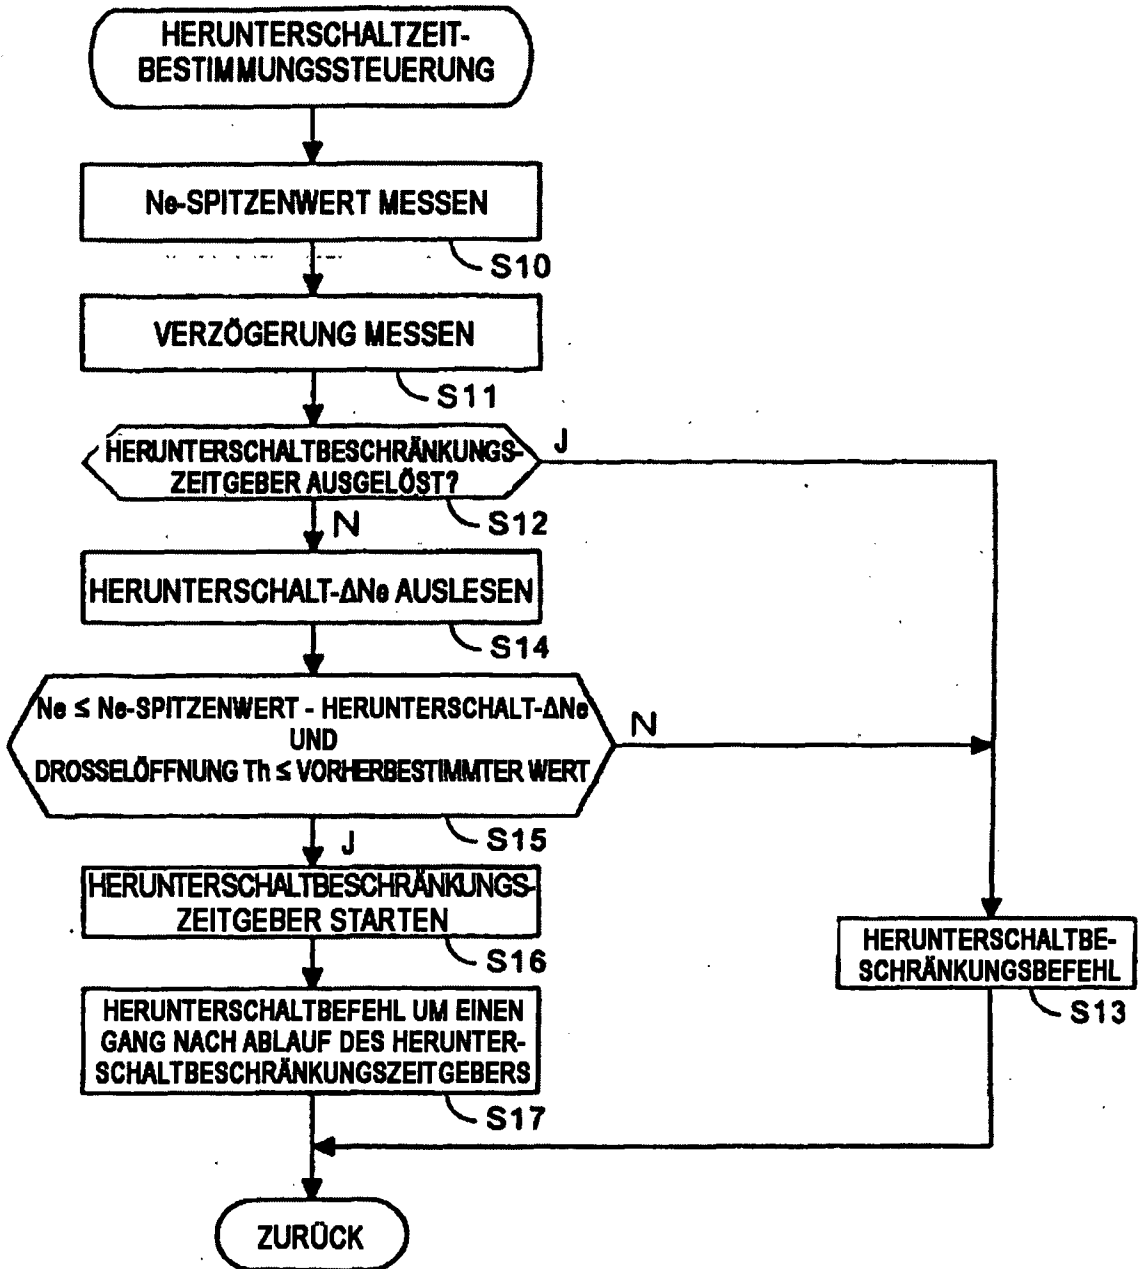 HERUNTERSCHALTZEIT-
BESTIMMUNGSSTEUERUNG
Ne-SPITZENWERT MESSEN
S10
VERZÖGERUNG MESSEN
S11
HERUNTERSCHALTBESCHRÄNKUNGS-
ZEITGEBER AUSGELÖST?
J
S12
N
HERUNTERSCHALT-ΔNe AUSLESEN
S14
Ne ≤ Ne-SPITZENWERT - HERUNTERSCHALT-ΔNe
UND
DROSSELÖFFNUNG Th ≤ VORHERBESTIMMTER WERT
N
S15
J
HERUNTERSCHALTBESCHRÄNKUNGS-
ZEITGEBER STARTEN
S16
HERUNTERSCHALTBE-
SCHRÄNKUNGSBEFEHL
S13
HERUNTERSCHALTBEFEHL UM EINEN
GANG NACH ABLAUF DES HERUNTER-
SCHALTBESCHRÄNKUNGSZEITGEBERS
S17
ZURÜCK